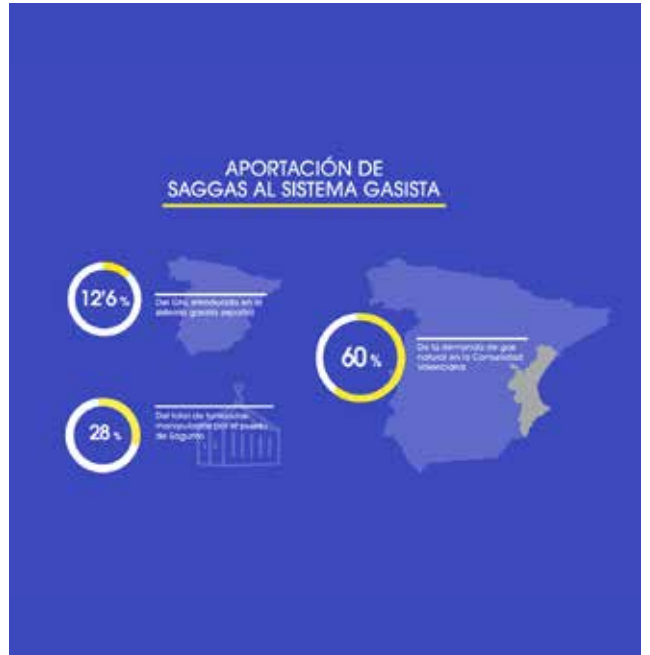 APORTACIÓN DE
SAGGAS AL SISTEMA GASISTA
12'6 %
Del GNL introducido en el
sistema gasista español
60 %
De la demanda de gas
natural en la Comunidad
Valenciana
28 %
Del total de toneladas
manipuladas por el puerto
de Sagunto